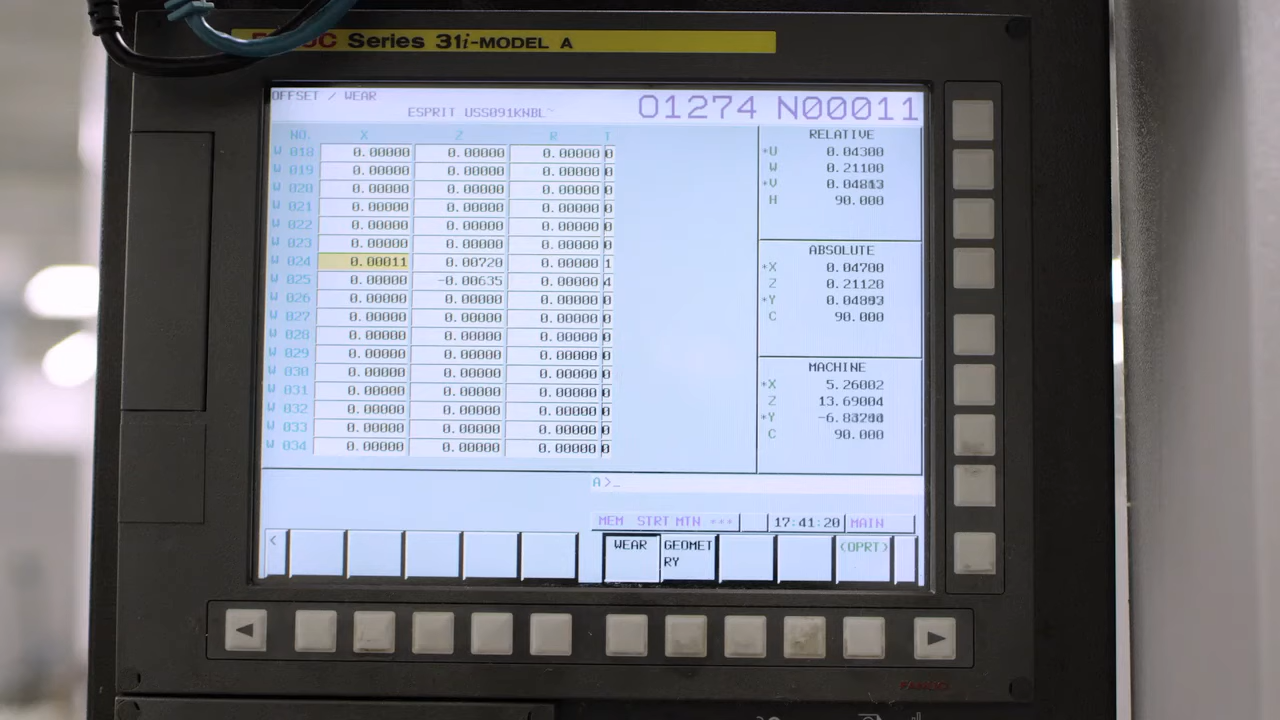 Series 31i-MODEL A
OFFSET / WEAR
ESPRIT USS091KNBL~
O1274 N00011
NO. X Z R T
W 018 0.00000 0.00000 0.00000 0
W 019 0.00000 0.00000 0.00000 0
W 020 0.00000 0.00000 0.00000 0
W 021 0.00000 0.00000 0.00000 0
W 022 0.00000 0.00000 0.00000 0
W 023 0.00000 0.00000 0.00000 0
W 024 0.00011 0.00720 0.00000 1
W 025 0.00000 -0.00635 0.00000 4
W 026 0.00000 0.00000 0.00000 0
W 027 0.00000 0.00000 0.00000 0
W 028 0.00000 0.00000 0.00000 0
W 029 0.00000 0.00000 0.00000 0
W 030 0.00000 0.00000 0.00000 0
W 031 0.00000 0.00000 0.00000 0
W 032 0.00000 0.00000 0.00000 0
W 033 0.00000 0.00000 0.00000 0
W 034 0.00000 0.00000 0.00000 0
RELATIVE
*U 0.04300
W 0.21100
*V
H 90.000
ABSOLUTE
*X 0.04700
Z 0.21120
*Y
C 90.000
MACHINE
*X 5.26002
Z 13.69004
*Y
C 90.000
A>_
MEM STRT MTN *** 17:41:20 MAIN
< WEAR GEOMET
RY (OPRT)
FANUC